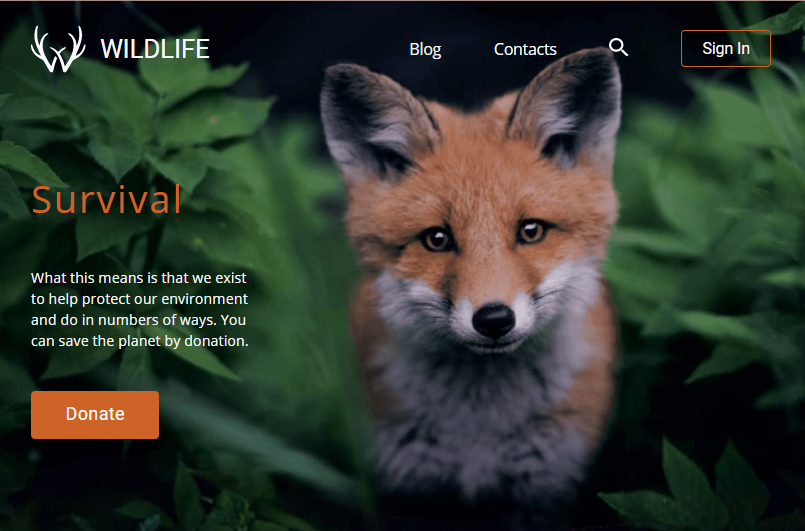 WILDLIFE
Blog
Contacts
Sign In
Survival
What this means is that we exist
to help protect our environment
and do in numbers of ways. You
can save the planet by donation.
Donate